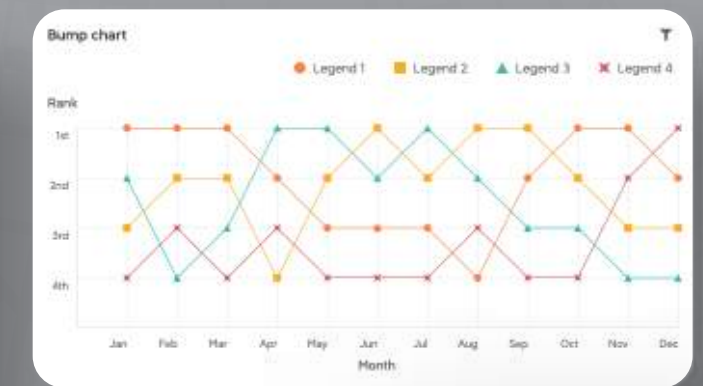 Bump chart
Legend 1 Legend 2 Legend 3 Legend 4
Rank
1st
2nd
3rd
4th
Jan Feb Mar Apr May Jun Jul Aug Sep Oct Nov Dec
Month